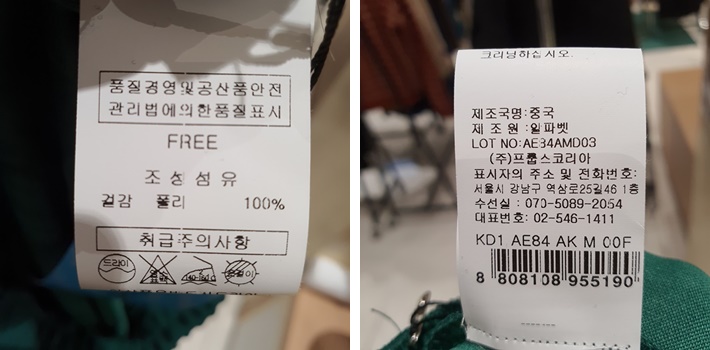 품질경영및공산품안전
관리법에의한품질표시
FREE
조성섬유
겉감 폴리 100%
취급주의사항
드라이
크리닝하십시오.
제조국명:중국
제 조 원 :알파벳
LOT NO:AE34AMD03
(주)프룹스코리아
표시자의 주소 및 전화번호:
서울시 강남구 역삼로25길46 1층
수선실 : 070-5089-2054
대표번호: 02-546-1411
KD1 AE84 AK M 00F
8 808108 955190